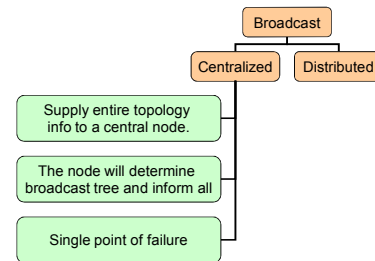 Broadcast
Centralized
Distributed
Supply entire topology
info to a central node.
The node will determine
broadcast tree and inform all
Single point of failure